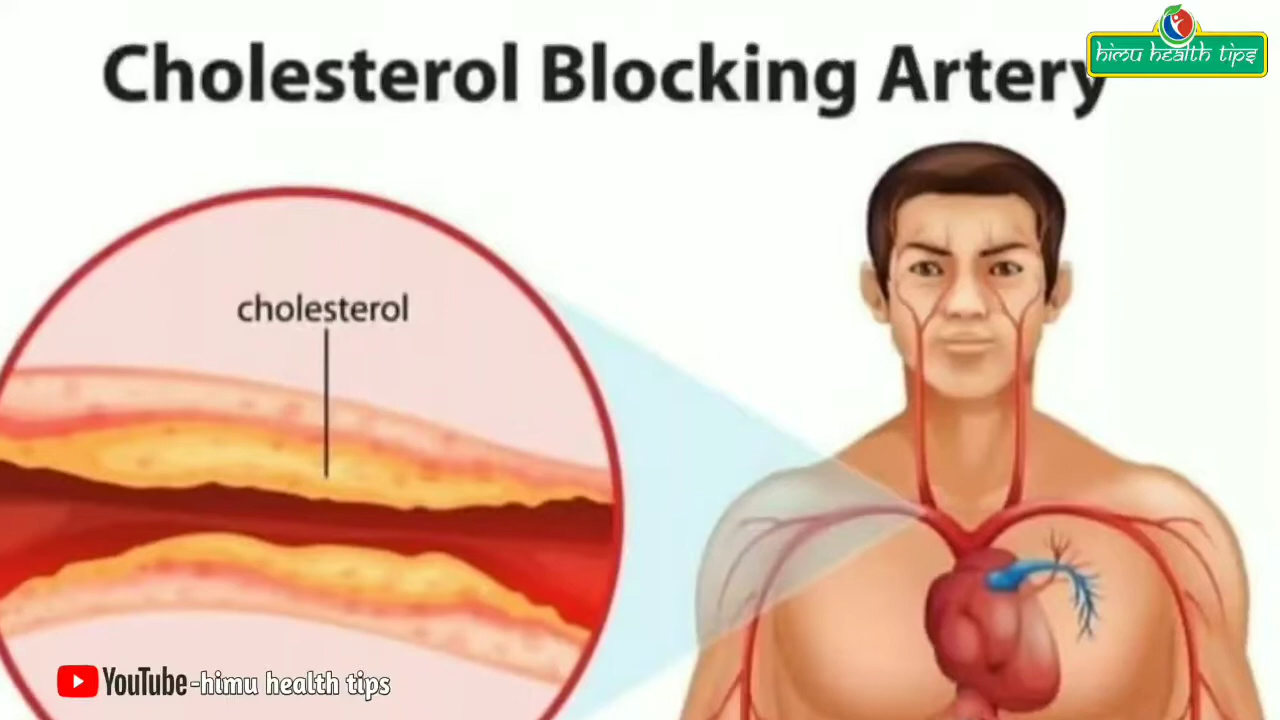 Cholesterol Blocking Artery
himu health tips
cholesterol
YouTube-himu health tips